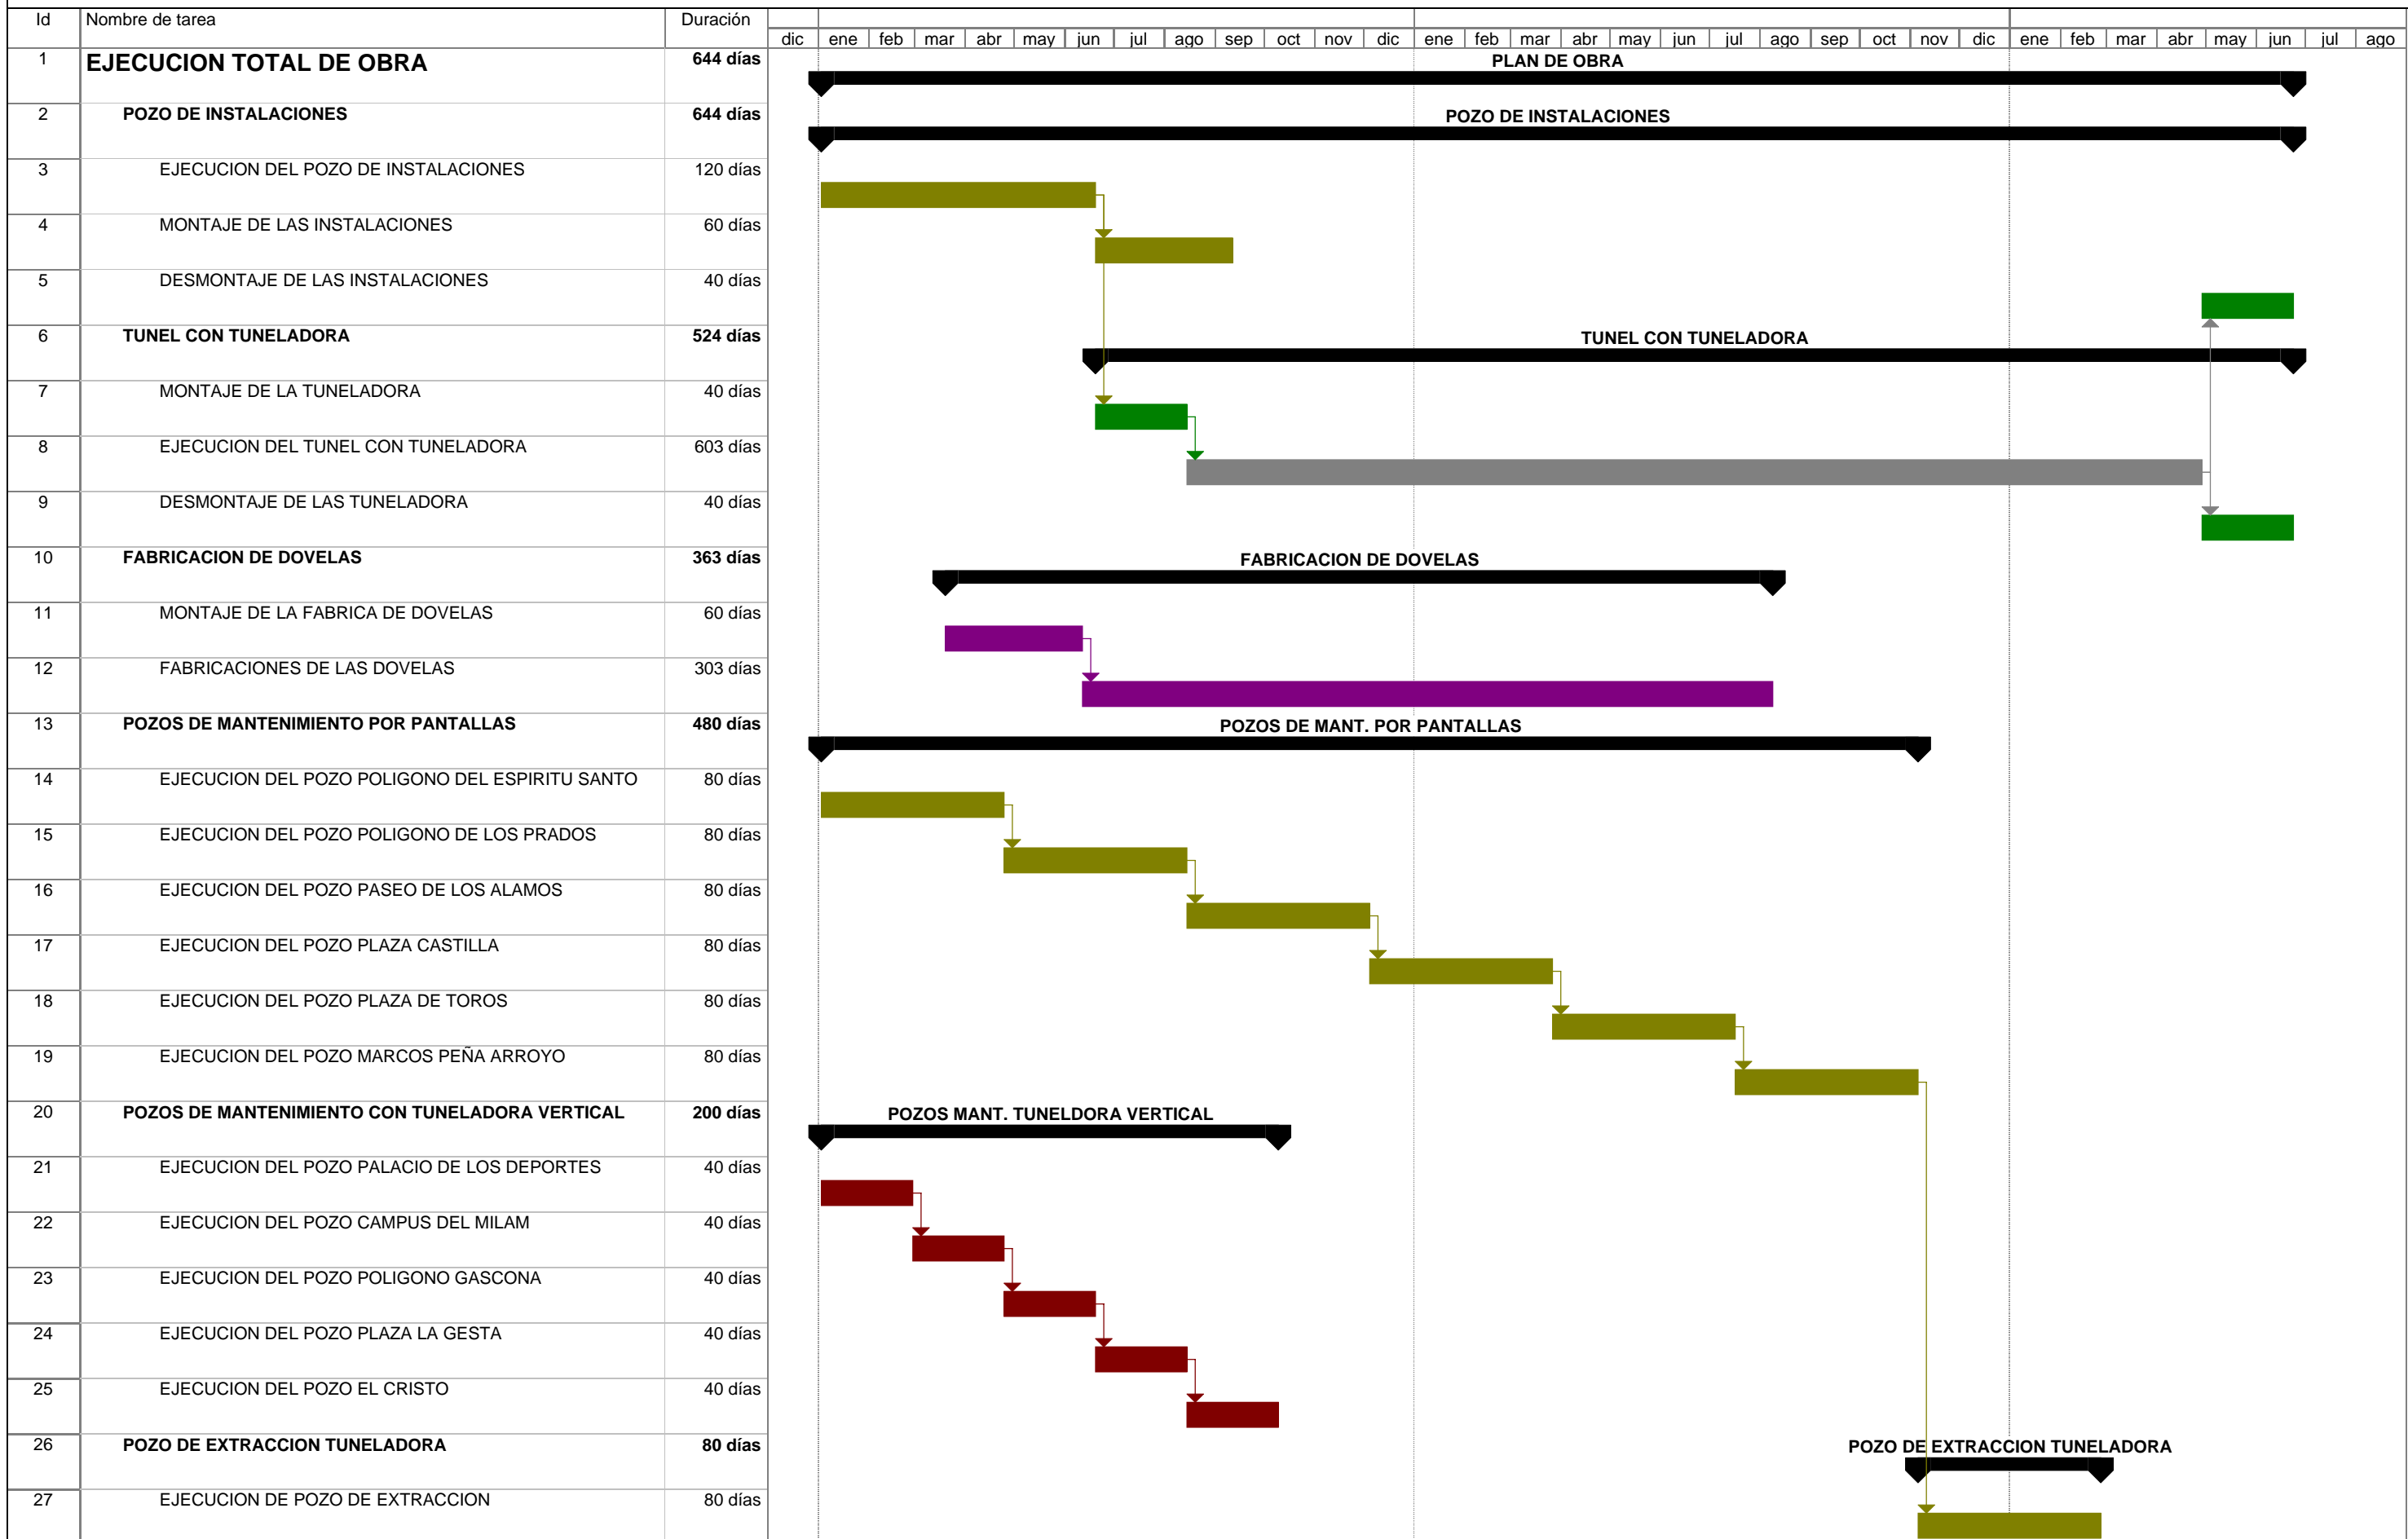 Id Nombre de tarea Duración
dic ene feb mar abr may jun jul ago sep oct nov dic ene feb mar abr may jun jul ago sep oct nov dic ene feb mar abr may jun jul ago
1 EJECUCION TOTAL DE OBRA 644 días PLAN DE OBRA
2 POZO DE INSTALACIONES 644 días POZO DE INSTALACIONES
3 EJECUCION DEL POZO DE INSTALACIONES 120 días
4 MONTAJE DE LAS INSTALACIONES 60 días
5 DESMONTAJE DE LAS INSTALACIONES 40 días
6 TUNEL CON TUNELADORA 524 días TUNEL CON TUNELADORA
7 MONTAJE DE LA TUNELADORA 40 días
8 EJECUCION DEL TUNEL CON TUNELADORA 603 días
9 DESMONTAJE DE LAS TUNELADORA 40 días
10 FABRICACION DE DOVELAS 363 días FABRICACION DE DOVELAS
11 MONTAJE DE LA FABRICA DE DOVELAS 60 días
12 FABRICACIONES DE LAS DOVELAS 303 días
13 POZOS DE MANTENIMIENTO POR PANTALLAS 480 días POZOS DE MANT. POR PANTALLAS
14 EJECUCION DEL POZO POLIGONO DEL ESPIRITU SANTO 80 días
15 EJECUCION DEL POZO POLIGONO DE LOS PRADOS 80 días
16 EJECUCION DEL POZO PASEO DE LOS ALAMOS 80 días
17 EJECUCION DEL POZO PLAZA CASTILLA 80 días
18 EJECUCION DEL POZO PLAZA DE TOROS 80 días
19 EJECUCION DEL POZO MARCOS PEÑA ARROYO 80 días
20 POZOS DE MANTENIMIENTO CON TUNELADORA VERTICAL 200 días POZOS MANT. TUNELDORA VERTICAL
21 EJECUCION DEL POZO PALACIO DE LOS DEPORTES 40 días
22 EJECUCION DEL POZO CAMPUS DEL MILAM 40 días
23 EJECUCION DEL POZO POLIGONO GASCONA 40 días
24 EJECUCION DEL POZO PLAZA LA GESTA 40 días
25 EJECUCION DEL POZO EL CRISTO 40 días
26 POZO DE EXTRACCION TUNELADORA 80 días POZO DE EXTRACCION TUNELADORA
27 EJECUCION DE POZO DE EXTRACCION 80 días